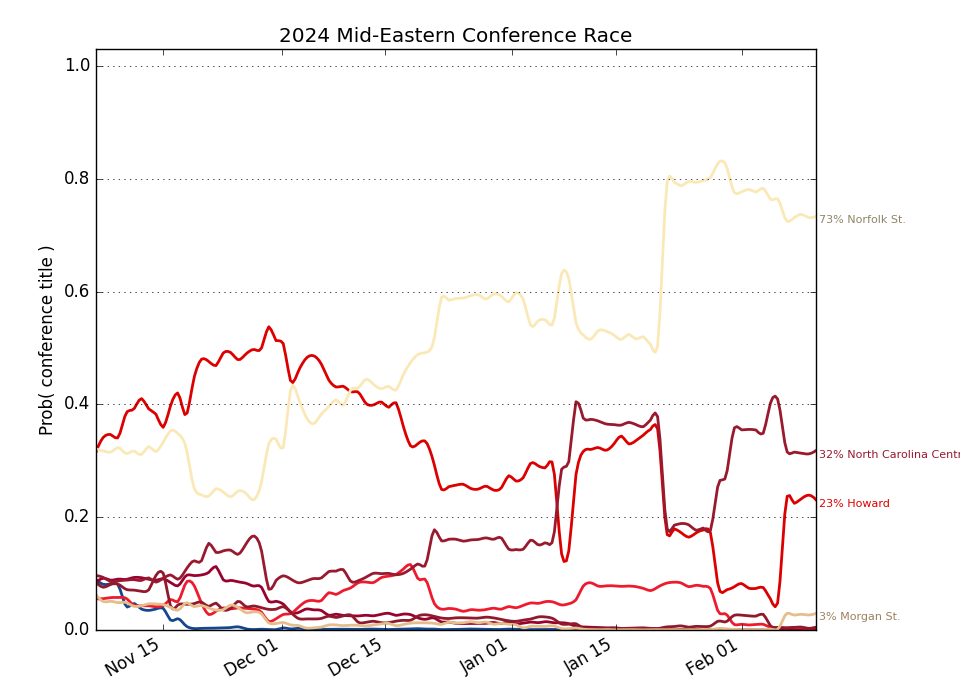 2024 Mid-Eastern Conference Race
1.0
0.8
0.6
0.4
0.2
0.0
Prob( conference title )
73% Norfolk St.
32% North Carolina Centr
23% Howard
3% Morgan St.
Nov 15
Dec 01
Dec 15
Jan 01
Jan 15
Feb 01